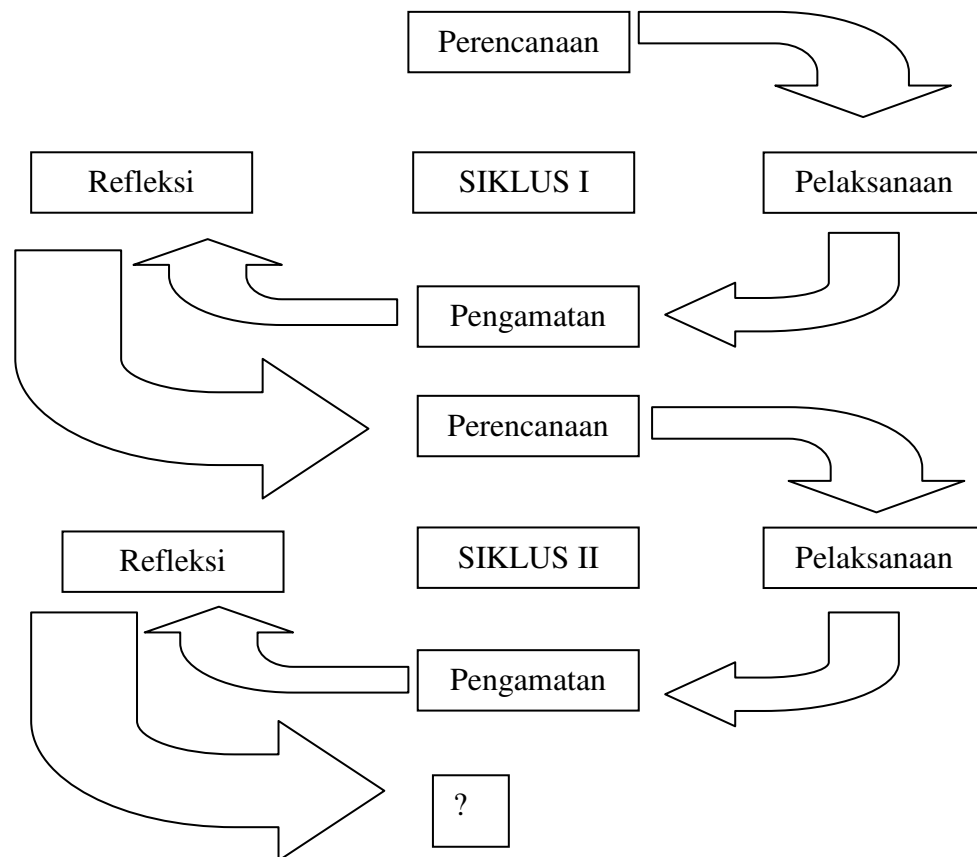 Perencanaan
Refleksi
SIKLUS I
Pelaksanaan
Pengamatan
Perencanaan
Refleksi
SIKLUS II
Pelaksanaan
Pengamatan
?